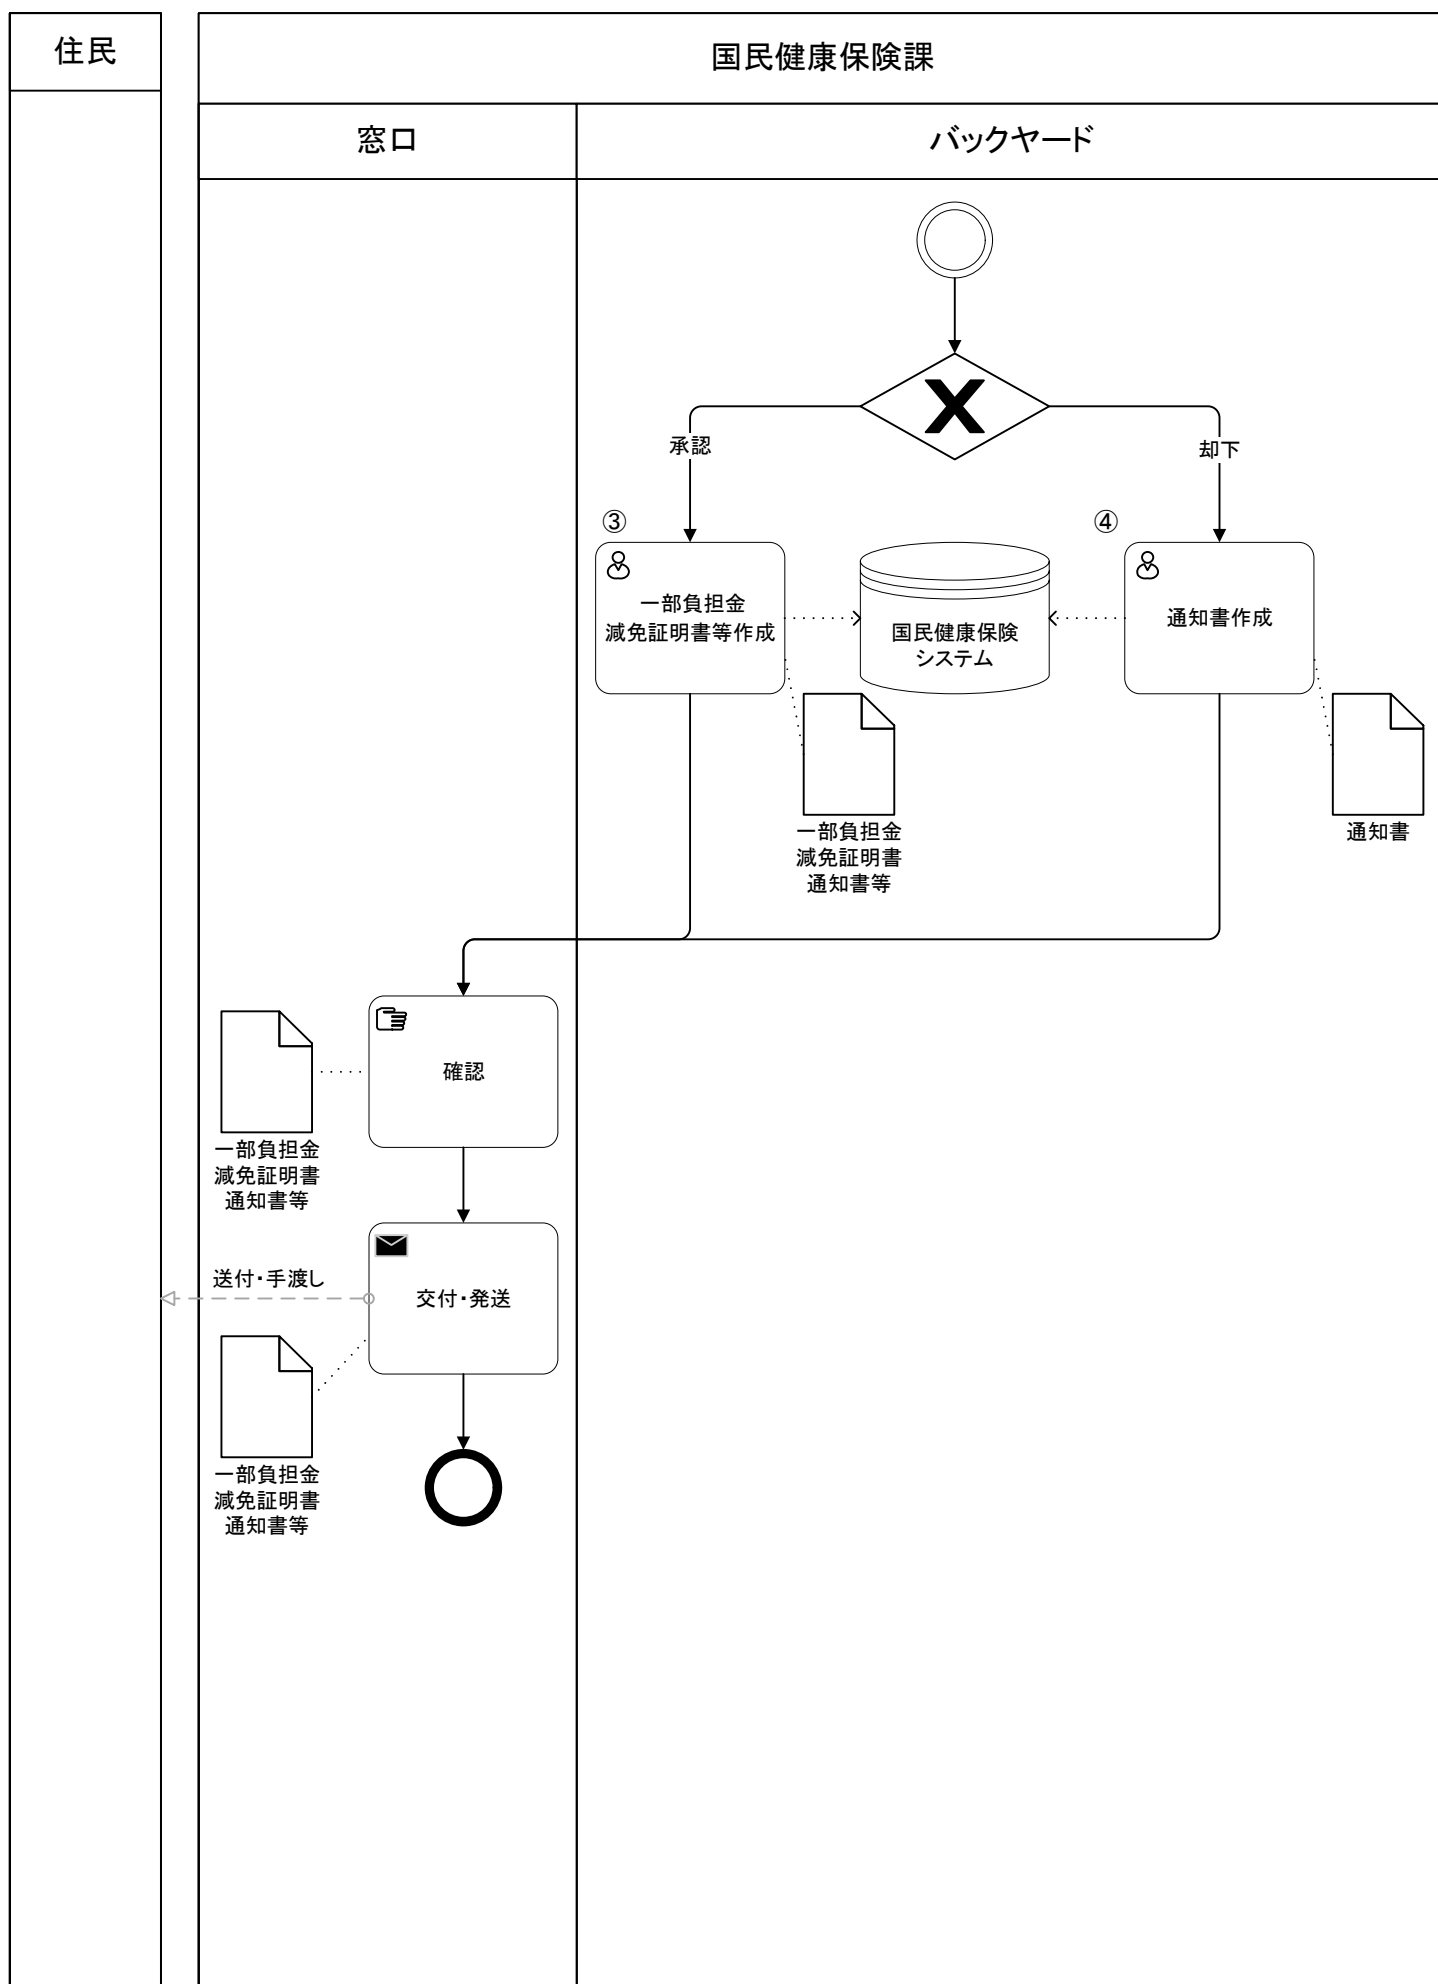 住民
国民健康保険課
窓口
バックヤード
承認
却下
③
④
一部負担金
減免証明書等作成
国民健康保険
システム
通知書作成
一部負担金
減免証明書
通知書等
通知書
確認
一部負担金
減免証明書
通知書等
送付・手渡し
交付・発送
一部負担金
減免証明書
通知書等